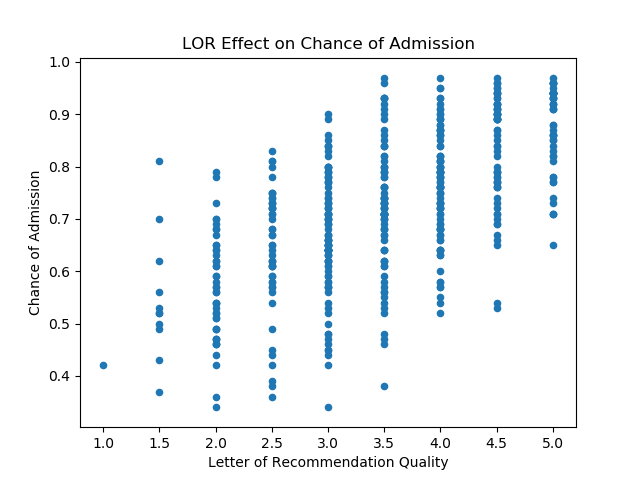 LOR Effect on Chance of Admission
1.0
0.9
0.8
0.7
0.6
0.5
0.4
Chance of Admission
1.0 1.5 2.0 2.5 3.0 3.5 4.0 4.5 5.0
Letter of Recommendation Quality